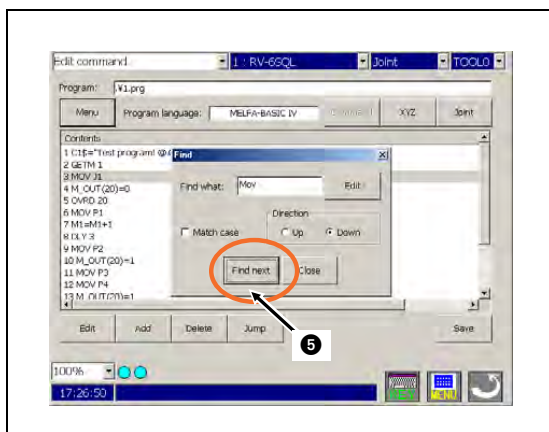 Edit command 1 : RV-6SQL Joint TOOL0
Program: .¥1.prg
Menu Program language: MELFA-BASIC IV Command XYZ Joint
Contents
1 C1$="Test program! @
2 GETM 1
3 MOV J1
4 M_OUT(20)=0
5 OVRD 20
6 MOV P1
7 M1=M1+1
8 DLY 3
9 MOV P2
10 M_OUT(20)=1
11 MOV P3
12 MOV P4
13 M_OUT(20)=1
Find
Find what: Mov Edit
Direction
Match case Up Down
Find next Close
Edit Add Delete Jump Save
5
100%
17:26:50
MENU